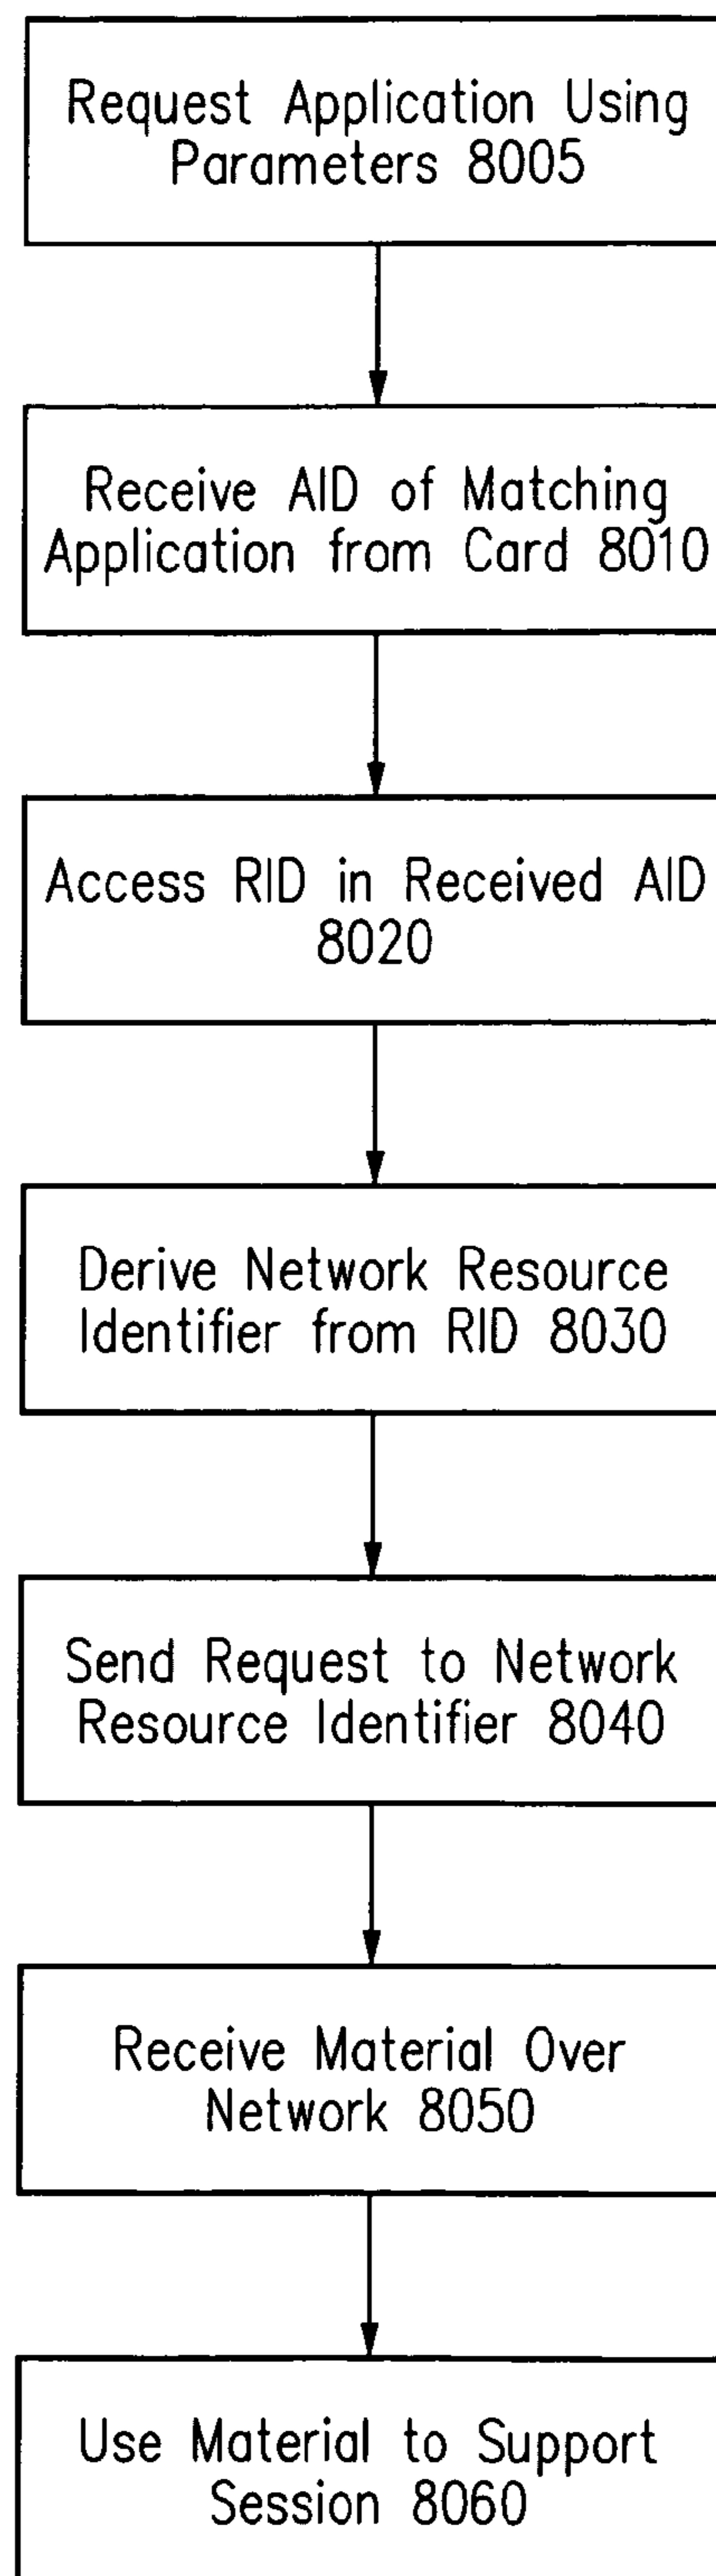 Request Application Using
Parameters 8005
Receive AID of Matching
Application from Card 8010
Access RID in Received AID
8020
Derive Network Resource
Identifier from RID 8030
Send Request to Network
Resource Identifier 8040
Receive Material Over
Network 8050
Use Material to Support
Session 8060